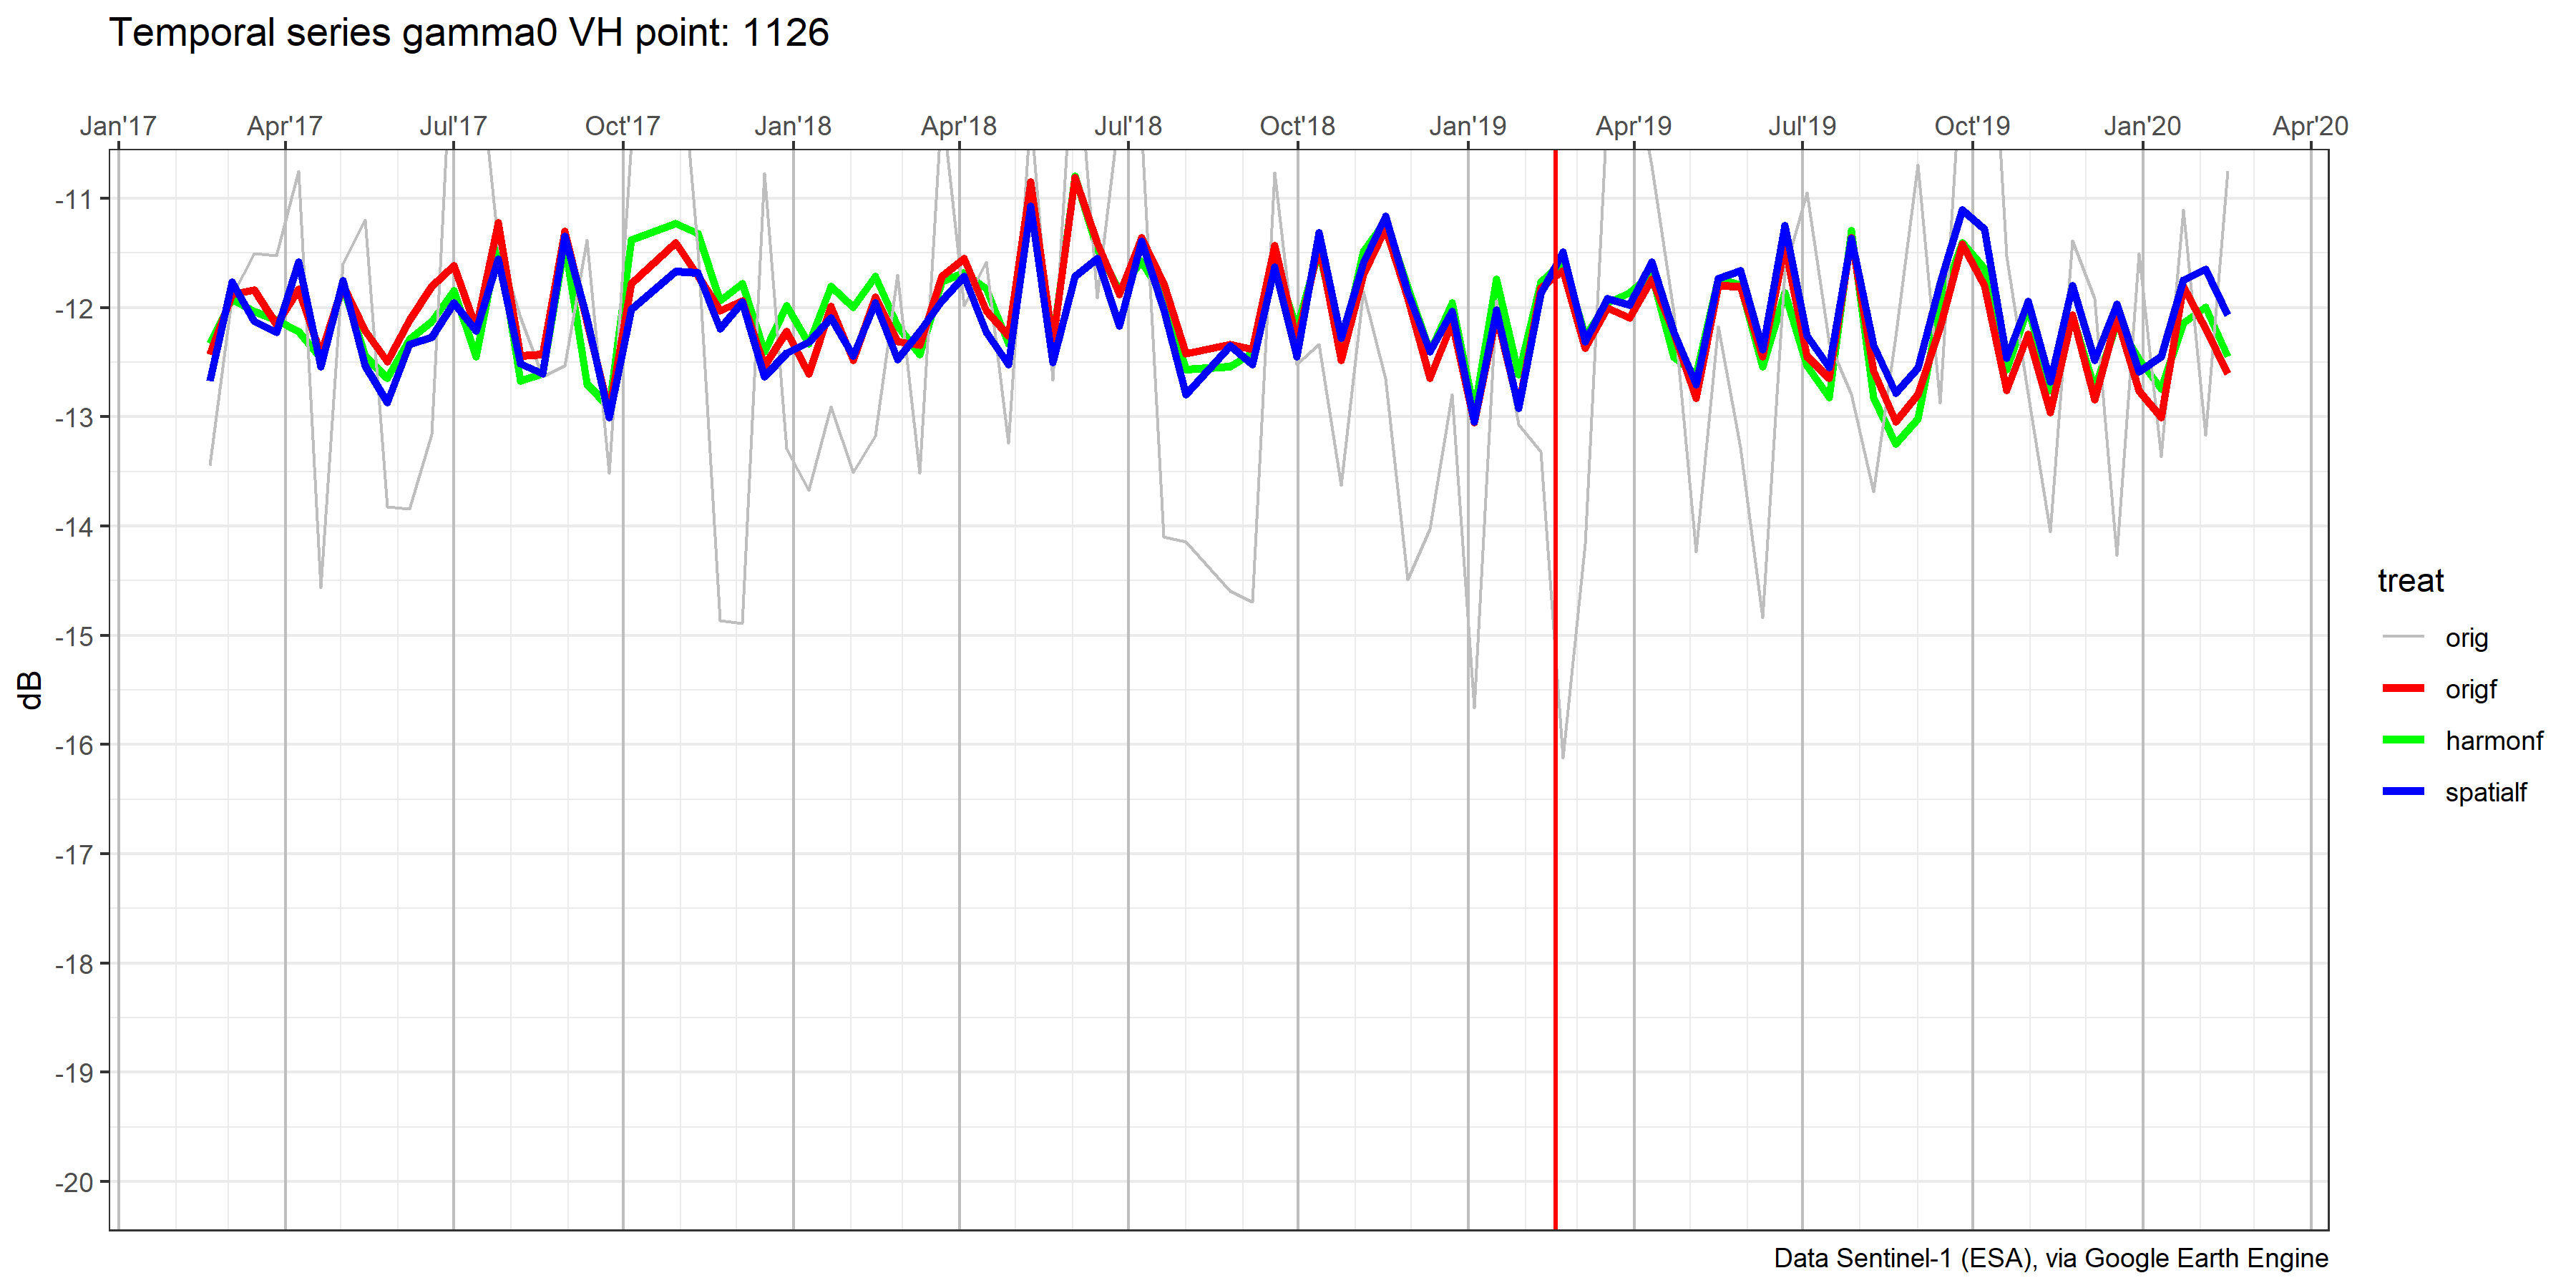 Temporal series gamma0 VH point: 1126
Jan'17 Apr'17 Jul'17 Oct'17 Jan'18 Apr'18 Jul'18 Oct'18 Jan'19 Apr'19 Jul'19 Oct'19 Jan'20 Apr'20
-11
-12
-13
-14
-15
-16
-17
-18
-19
-20
dB
treat
orig
origf
harmonf
spatialf
Data Sentinel-1 (ESA), via Google Earth Engine